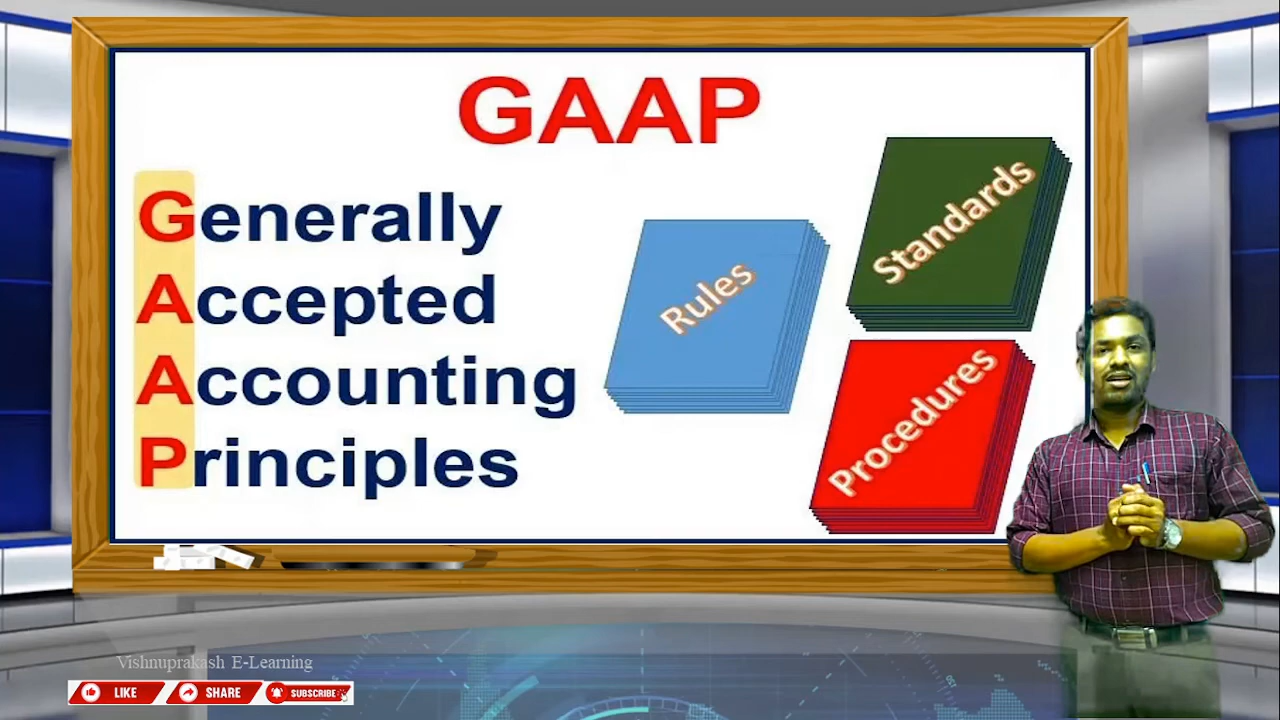 GAAP
Generally
Accepted
Accounting
Principles
Rules
Standards
Procedures
Vishnuprakash E-Learning
LIKE
SHARE
SUBSCRIBE